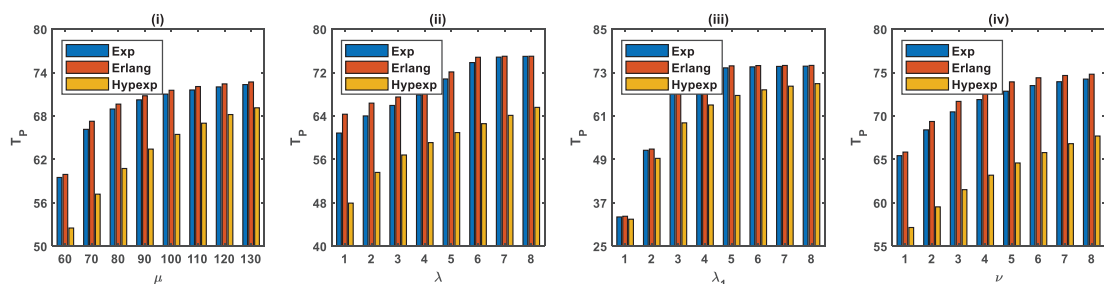 (i)
80
74
68
62
56
50
T_P
Exp
Erlang
Hypexp
60 70 80 90 100 110 120 130
μ
(ii)
80
72
64
56
48
40
T_P
Exp
Erlang
Hypexp
1 2 3 4 5 6 7 8
λ
(iii)
85
73
61
49
37
25
T_P
Exp
Erlang
Hypexp
1 2 3 4 5 6 7 8
λ_1
(iv)
80
75
70
65
60
55
T_P
Exp
Erlang
Hypexp
1 2 3 4 5 6 7 8
ν